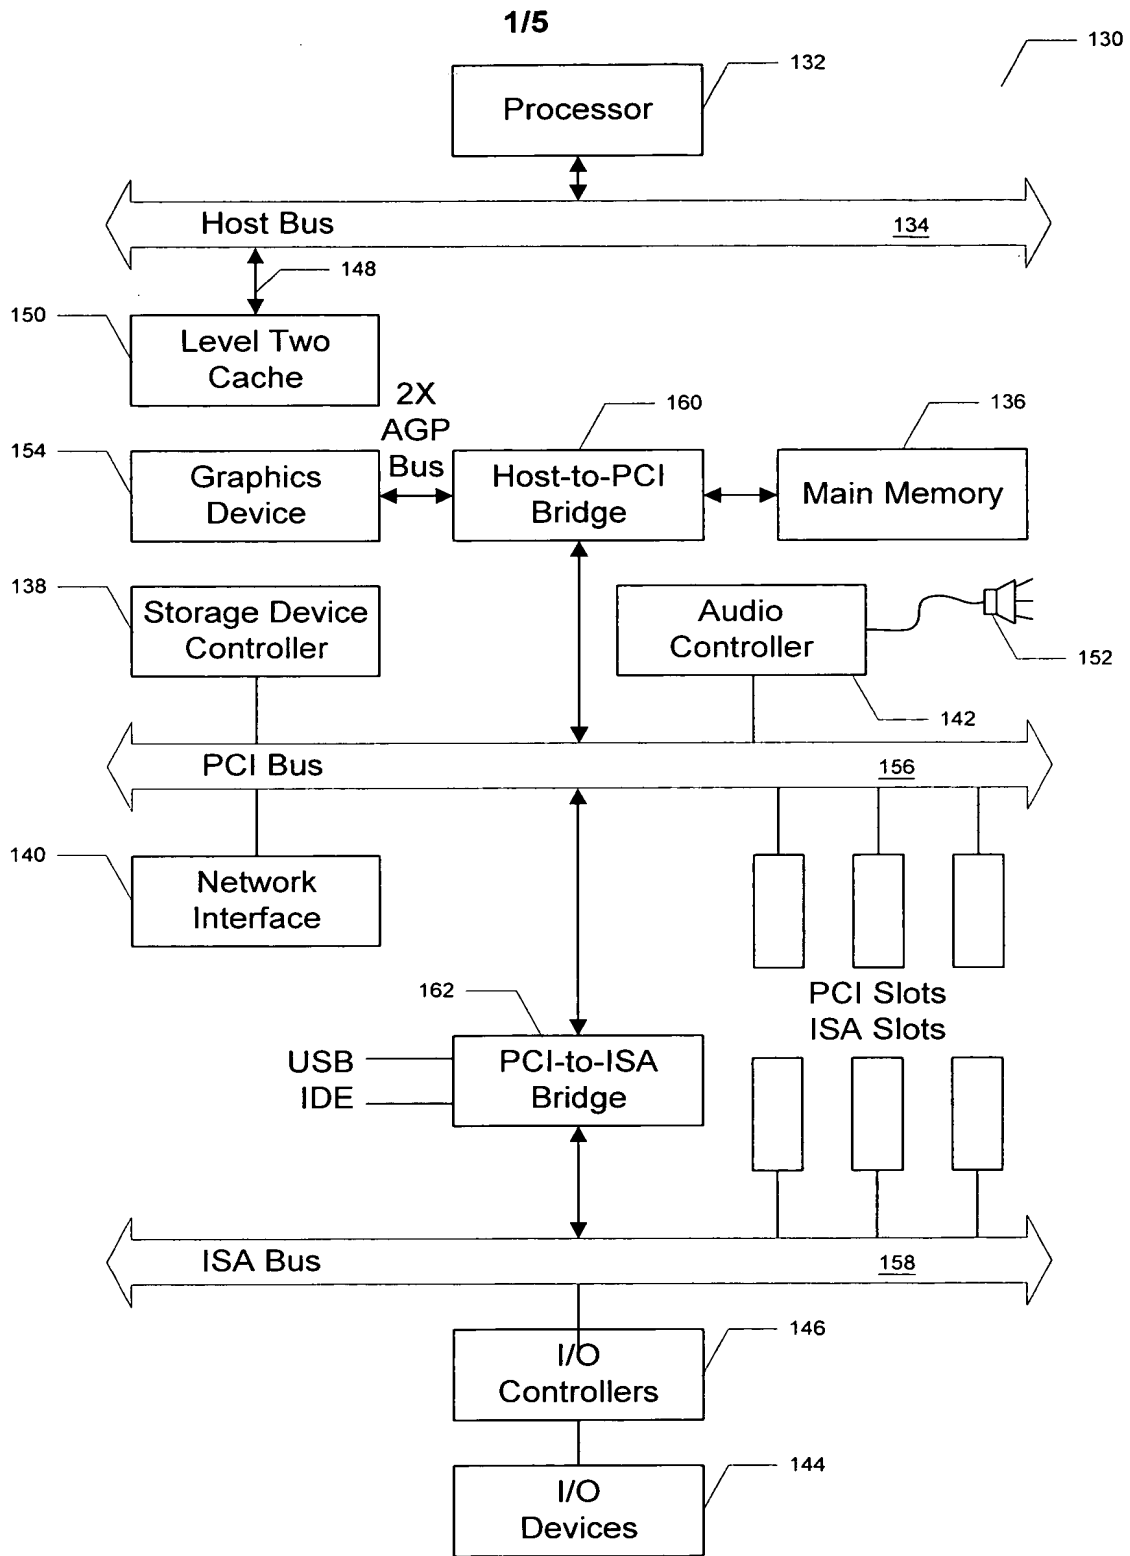 1/5
130
132
Processor
Host Bus
134
148
150
Level Two
Cache
2X
AGP
Bus
160
136
154
Graphics
Device
Host-to-PCI
Bridge
Main Memory
138
Storage Device
Controller
Audio
Controller
152
142
PCI Bus
156
140
Network
Interface
162
PCI Slots
ISA Slots
USB
IDE
PCI-to-ISA
Bridge
ISA Bus
158
146
I/O
Controllers
144
I/O
Devices